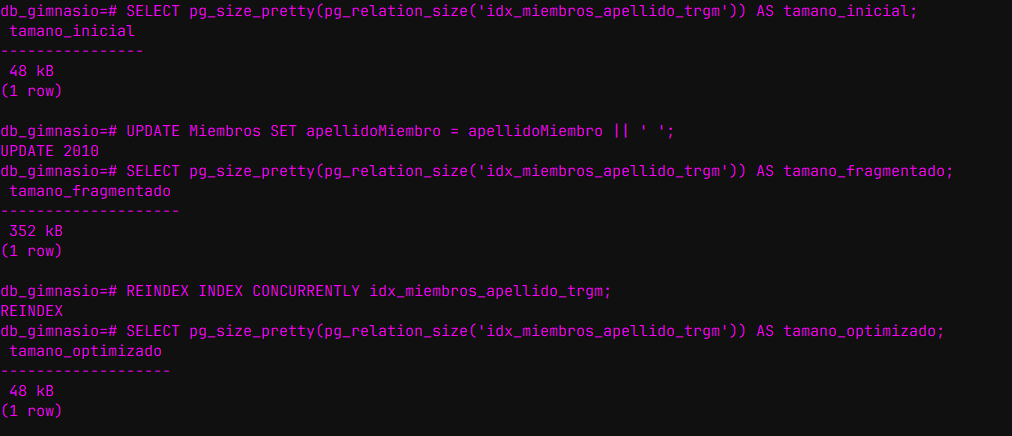 db_gimnasio=# SELECT pg_size_pretty(pg_relation_size('idx_miembros_apellido_trgm')) AS tamano_inicial;
 tamano_inicial
----------------
 48 kB
(1 row)

db_gimnasio=# UPDATE Miembros SET apellidoMiembro = apellidoMiembro || ' ';
UPDATE 2010
db_gimnasio=# SELECT pg_size_pretty(pg_relation_size('idx_miembros_apellido_trgm')) AS tamano_fragmentado;
 tamano_fragmentado
--------------------
 352 kB
(1 row)

db_gimnasio=# REINDEX INDEX CONCURRENTLY idx_miembros_apellido_trgm;
REINDEX
db_gimnasio=# SELECT pg_size_pretty(pg_relation_size('idx_miembros_apellido_trgm')) AS tamano_optimizado;
 tamano_optimizado
-------------------
 48 kB
(1 row)